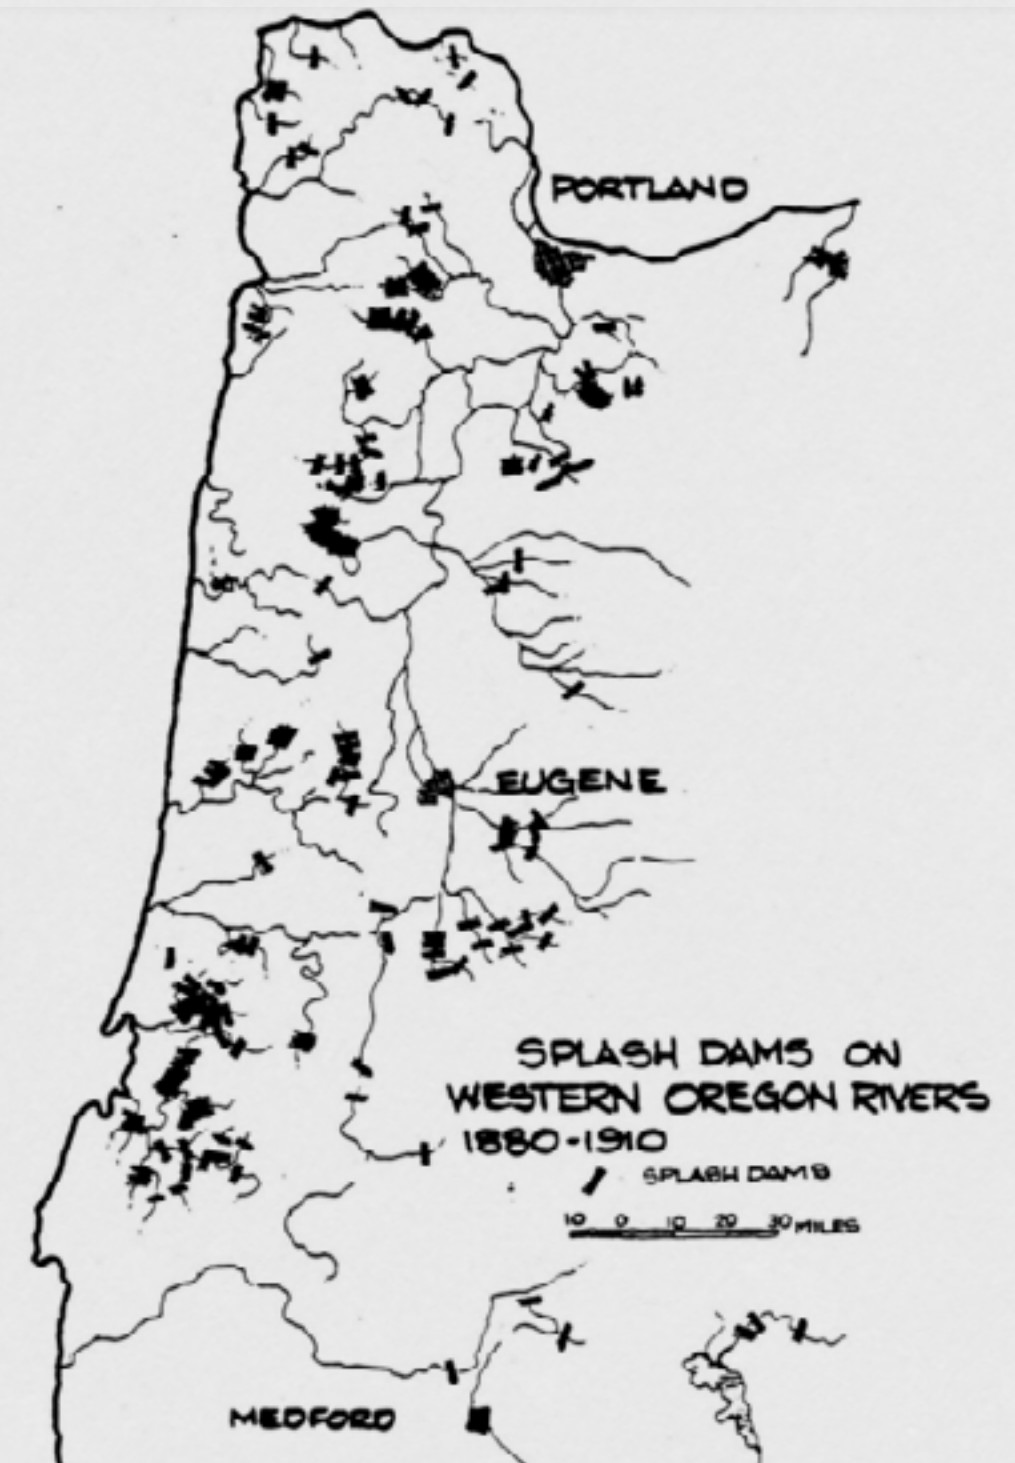 PORTLAND
EUGENE
SPLASH DAMS ON
WESTERN OREGON RIVERS
1880-1910
SPLASH DAMS
10 0 10 20 30 MILES
MEDFORD